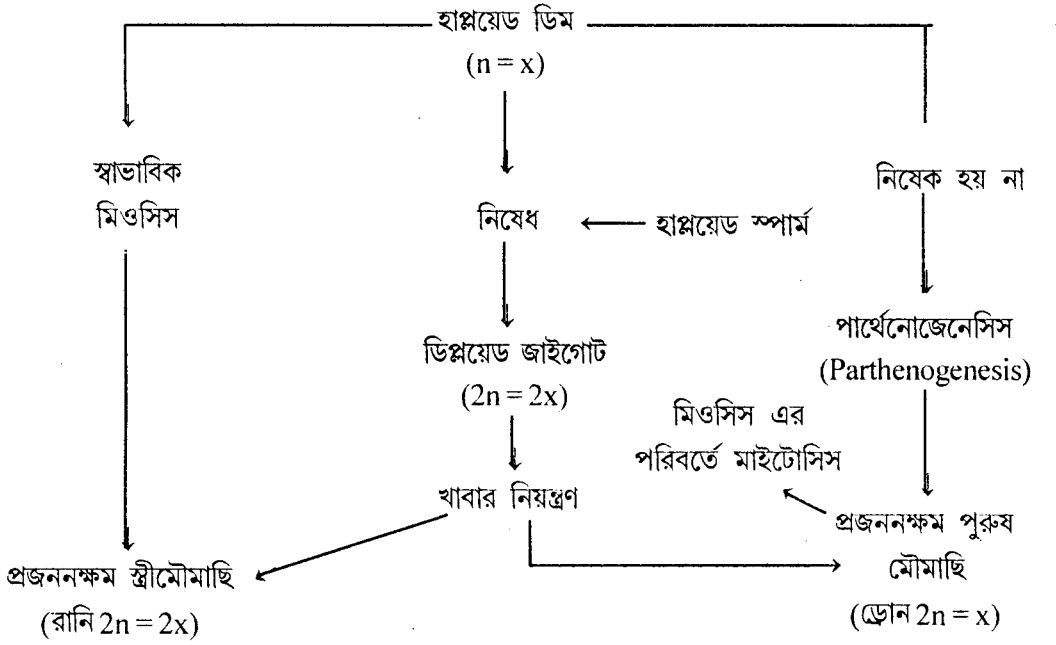 হাপ্লয়েড ডিম
(n = x)
স্বাভাবিক
মিওসিস
নিষেক হয় না
নিষেধ
হাপ্লয়েড স্পার্ম
পার্থেনোজেনেসিস
(Parthenogenesis)
ডিপ্লয়েড জাইগোট
(2n = 2x)
মিওসিস এর
পরিবর্তে মাইটোসিস
খাবার নিয়ন্ত্রণ
প্রজননক্ষম পুরুষ
মৌমাছি
(ড্রোন 2n = x)
প্রজননক্ষম স্ত্রীমৌমাছি
(রানি 2n = 2x)